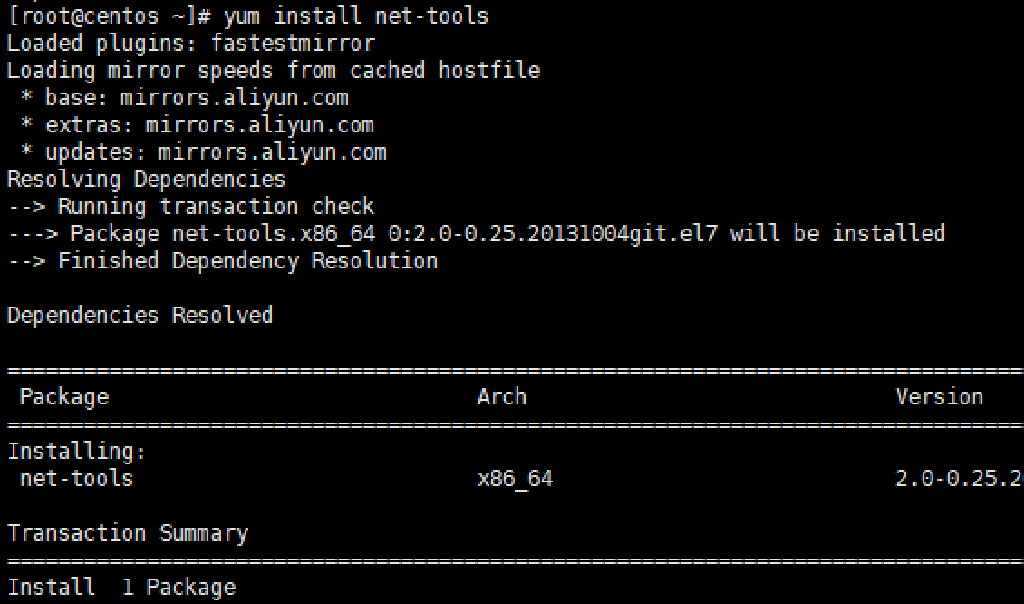 [root@centos ~]# yum install net-tools
Loaded plugins: fastestmirror
Loading mirror speeds from cached hostfile
 * base: mirrors.aliyun.com
 * extras: mirrors.aliyun.com
 * updates: mirrors.aliyun.com
Resolving Dependencies
--> Running transaction check
---> Package net-tools.x86_64 0:2.0-0.25.20131004git.el7 will be installed
--> Finished Dependency Resolution
Dependencies Resolved
Package Arch Version
Installing:
net-tools x86_64 2.0-0.25.2
Transaction Summary
Install 1 Package